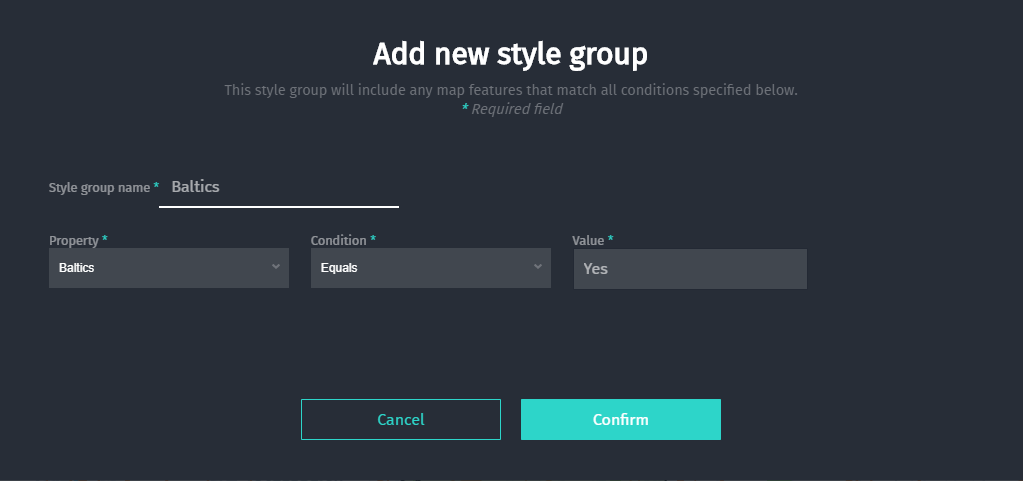 Add new style group
This style group will include any map features that match all conditions specified below.
* Required field
Style group name * Baltics
Property * Condition * Value *
Baltics Equals Yes
Cancel Confirm